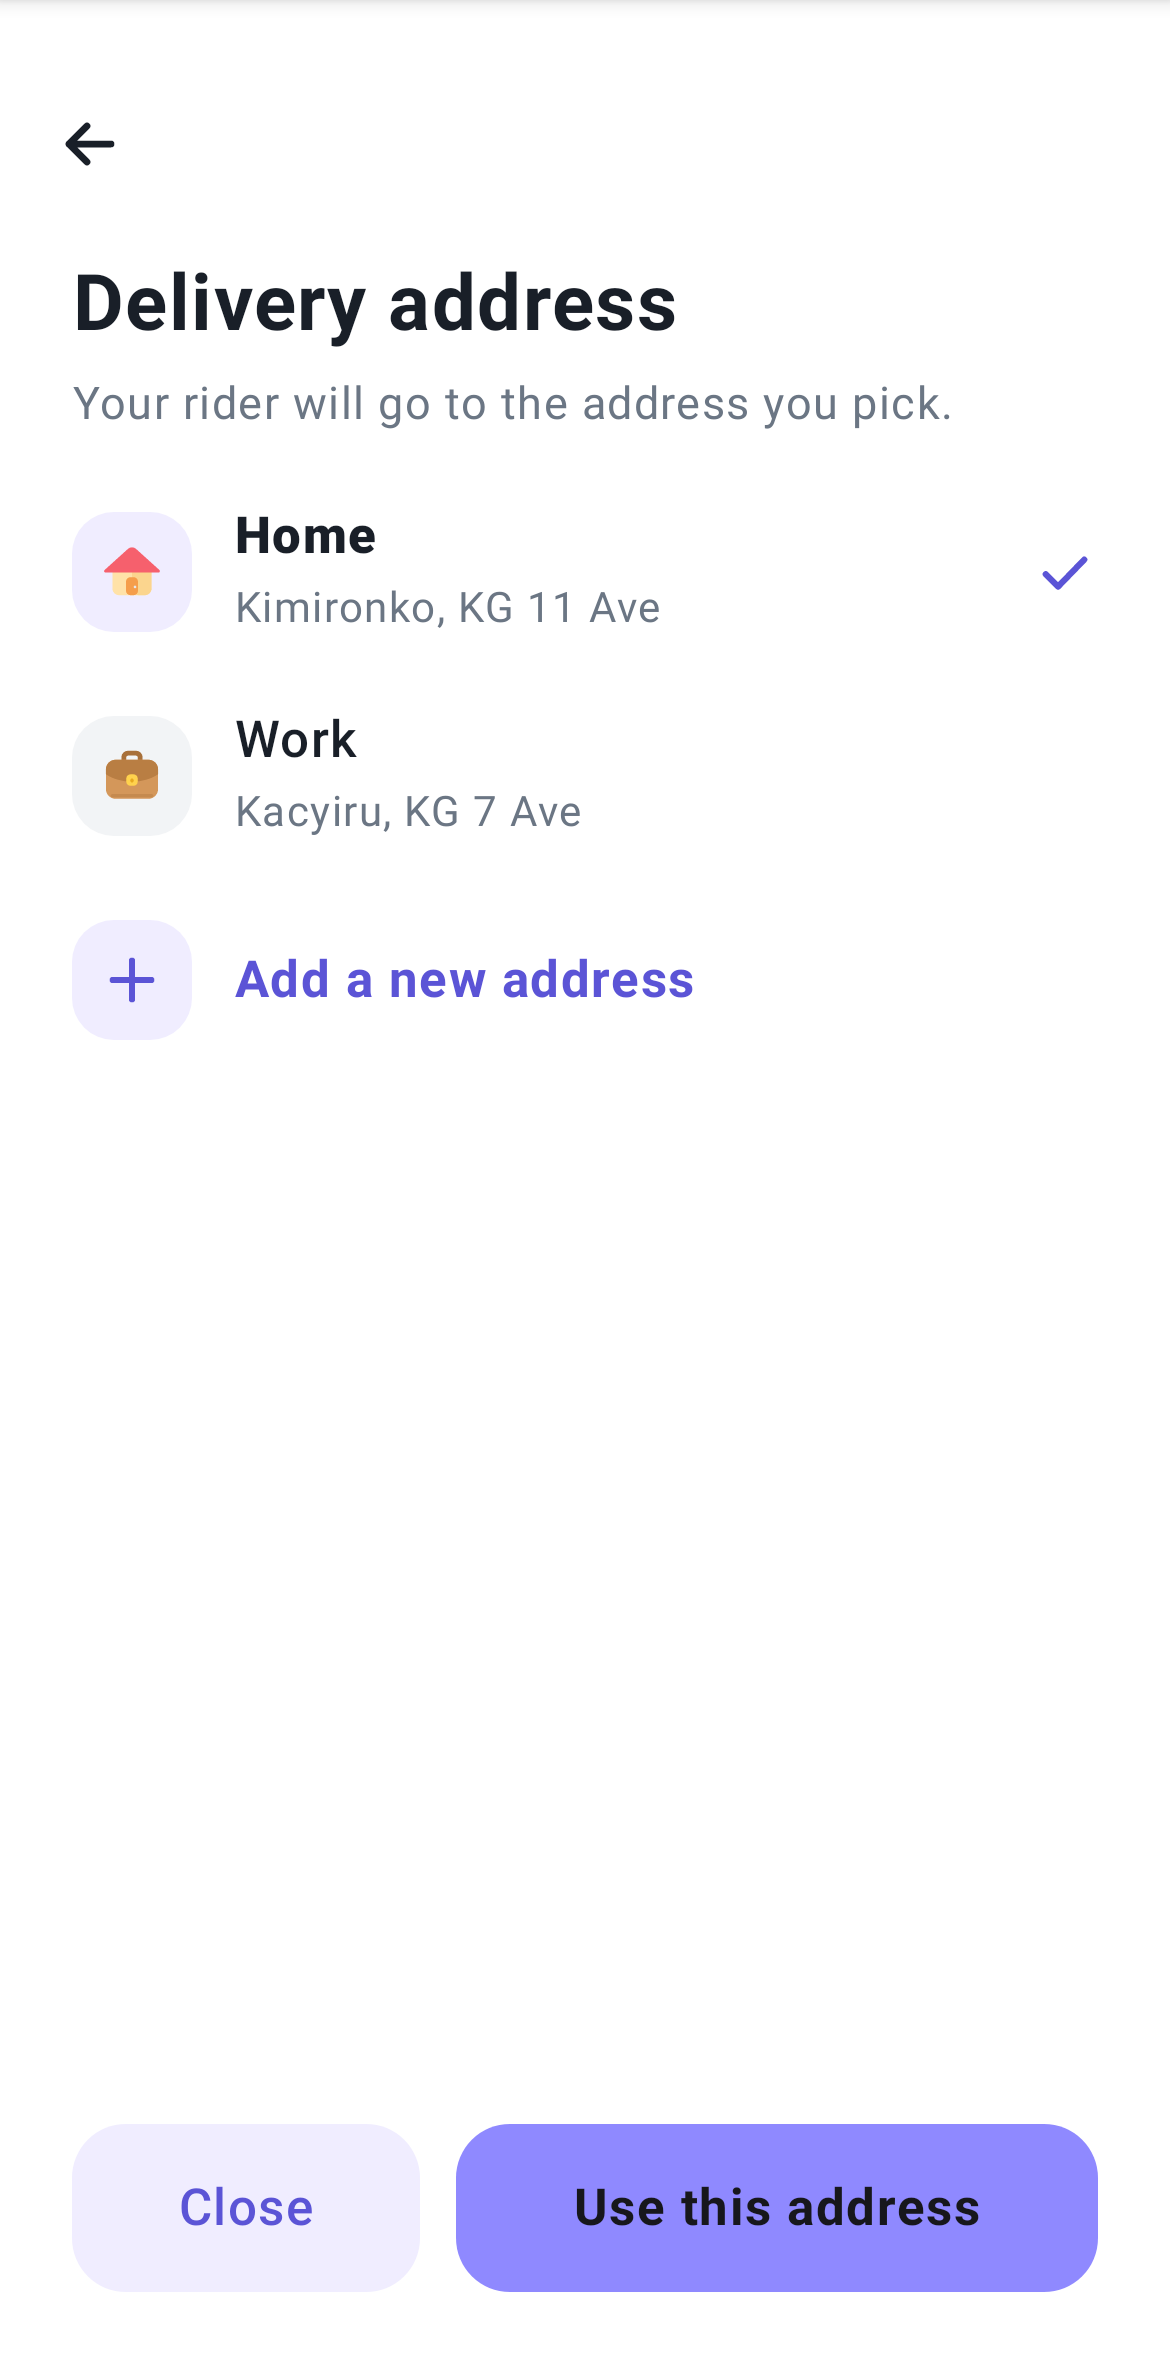 Delivery address
Your rider will go to the address you pick.
Home
Kimironko, KG 11 Ave
Work
Kacyiru, KG 7 Ave
Add a new address
Close
Use this address